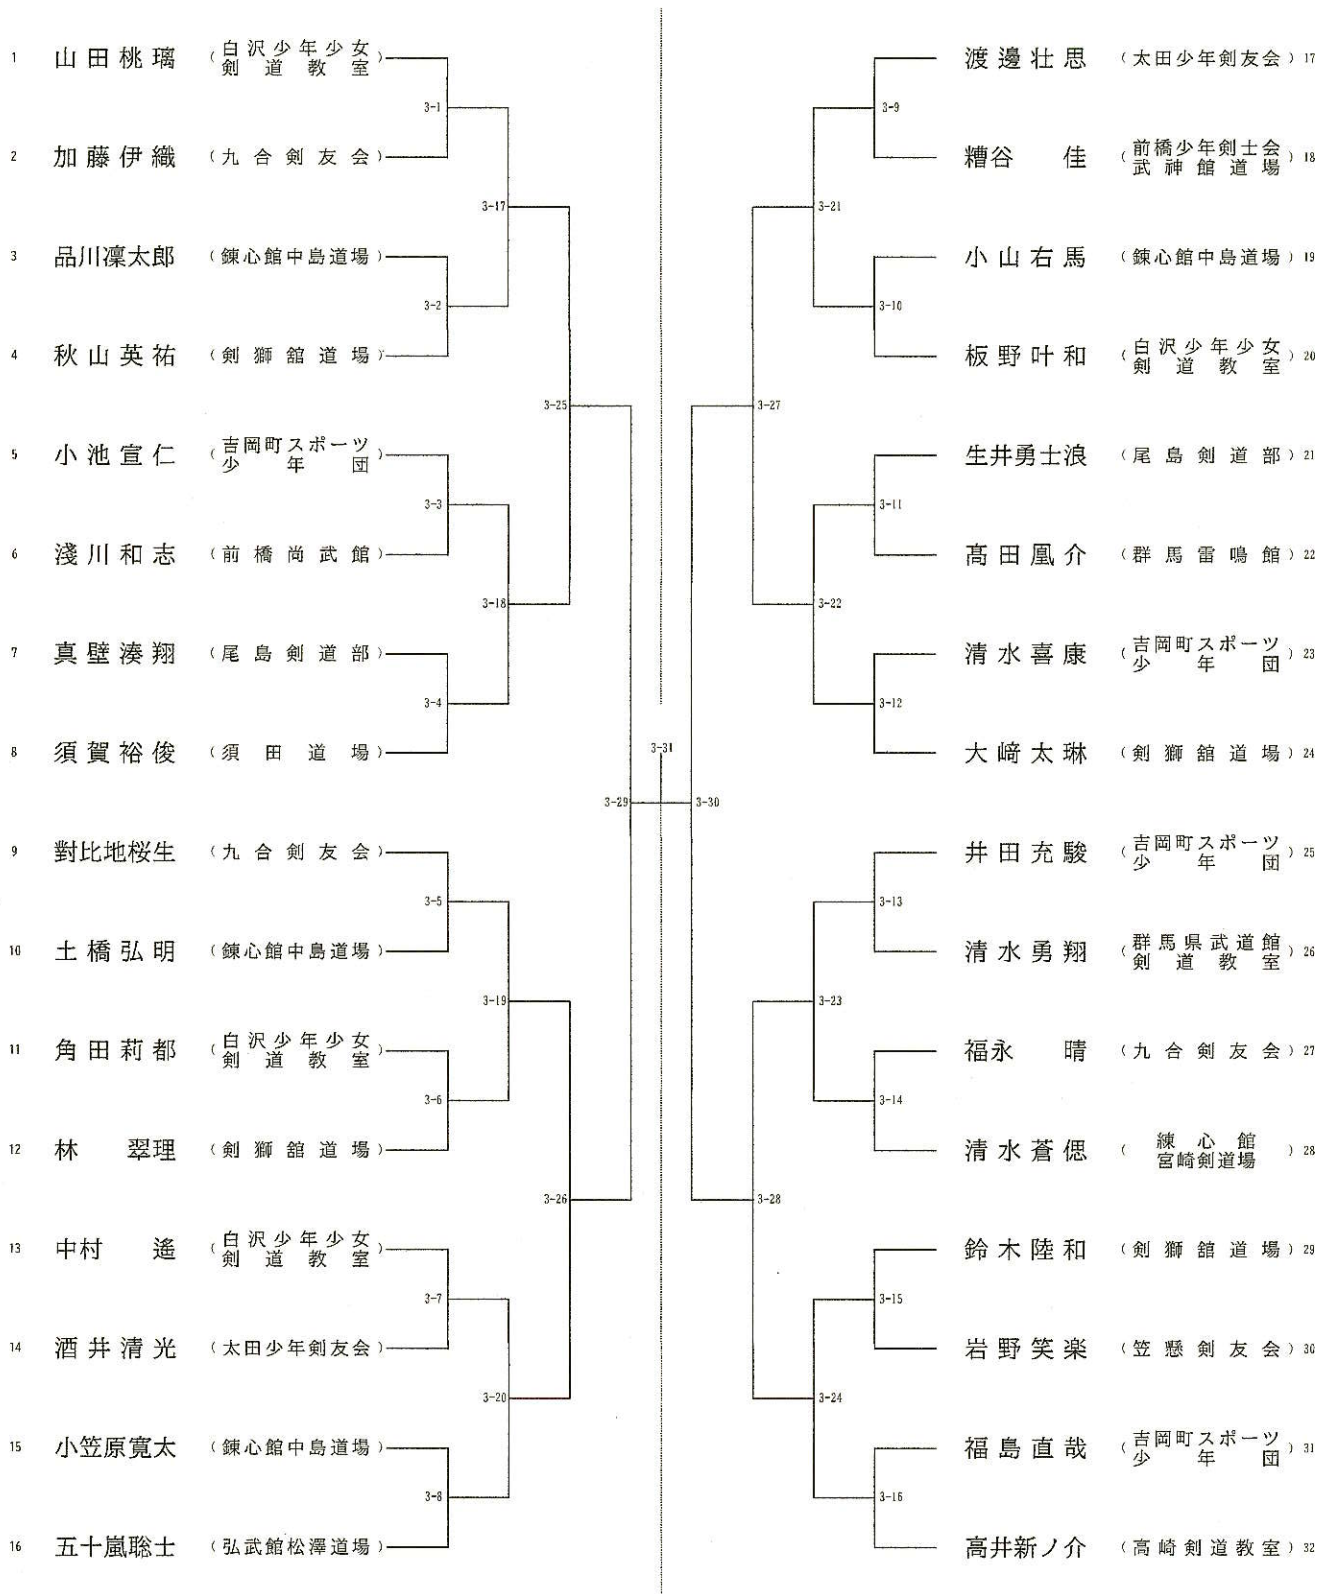 1 山田桃璃 (白沢少年少女
剣道教室)
3-1
2 加藤伊織 (九合剣友会)
3-17
3 品川凜太郎 (錬心館中島道場)
3-2
4 秋山英祐 (剣獅舘道場)
3-25
5 小池宣仁 (吉岡町スポーツ
少年団)
3-3
6 淺川和志 (前橋尚武館)
3-18
7 真壁湊翔 (尾島剣道部)
3-4
8 須賀裕俊 (須田道場)
3-29
9 對比地桜生 (九合剣友会)
3-5
10 土橋弘明 (錬心館中島道場)
3-19
11 角田莉都 (白沢少年少女
剣道教室)
3-6
12 林 翠理 (剣獅舘道場)
3-26
13 中村 遙 (白沢少年少女
剣道教室)
3-7
14 酒井清光 (太田少年剣友会)
3-20
15 小笠原寛太 (錬心館中島道場)
3-8
16 五十嵐聡士 (弘武館松澤道場)
3-31
渡邊壮思 (太田少年剣友会) 17
3-9
糟谷 佳 (前橋少年剣士会
武神館道場) 18
3-21
小山右馬 (錬心館中島道場) 19
3-10
板野叶和 (白沢少年少女
剣道教室) 20
3-27
生井勇士浪 (尾島剣道部) 21
3-11
髙田凰介 (群馬雷鳴館) 22
3-22
清水喜康 (吉岡町スポーツ
少年団) 23
3-12
大﨑太琳 (剣獅舘道場) 24
3-30
井田充駿 (吉岡町スポーツ
少年団) 25
3-13
清水勇翔 (群馬県武道館
剣道教室) 26
3-23
福永 晴 (九合剣友会) 27
3-14
清水蒼偲 (練心館
宮崎剣道場) 28
3-28
鈴木陸和 (剣獅舘道場) 29
3-15
岩野笑楽 (笠懸剣友会) 30
3-24
福島直哉 (吉岡町スポーツ
少年団) 31
3-16
高井新ノ介 (高崎剣道教室) 32